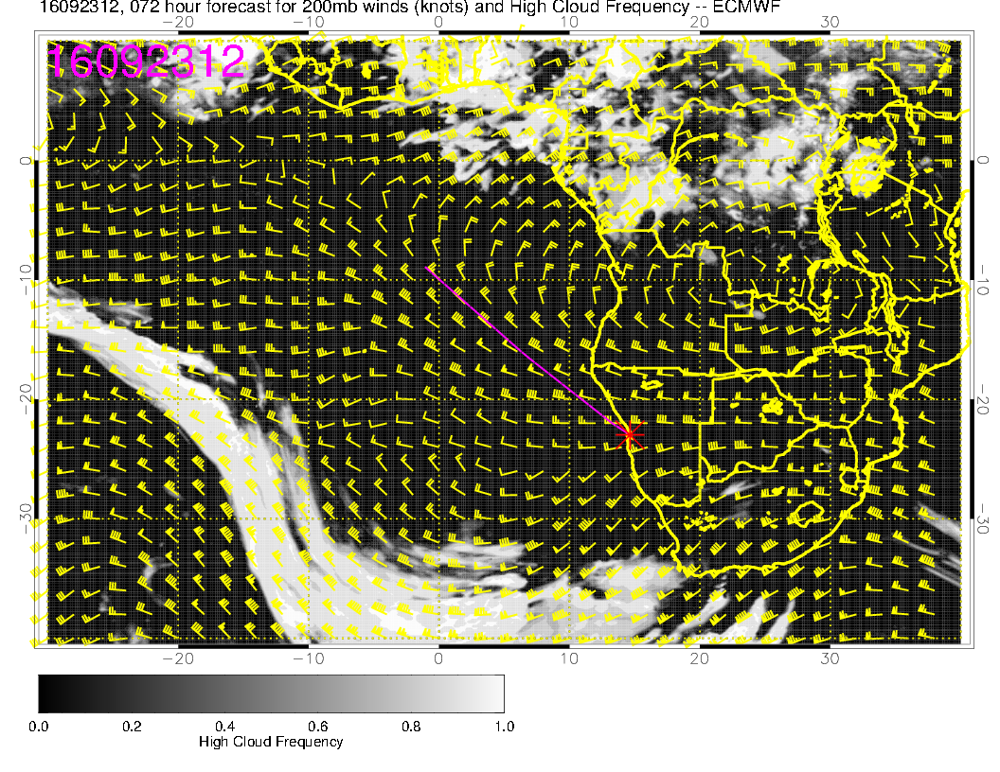 16092312, 072 hour forecast for 200mb winds (knots) and High Cloud Frequency -- ECMWF
−20 −10 0 10 20 30
16092312
0 0
−10 −10
−20 −20
−30 −30
−20 −10 0 10 20 30
0.0 0.2 0.4 0.6 0.8 1.0
High Cloud Frequency